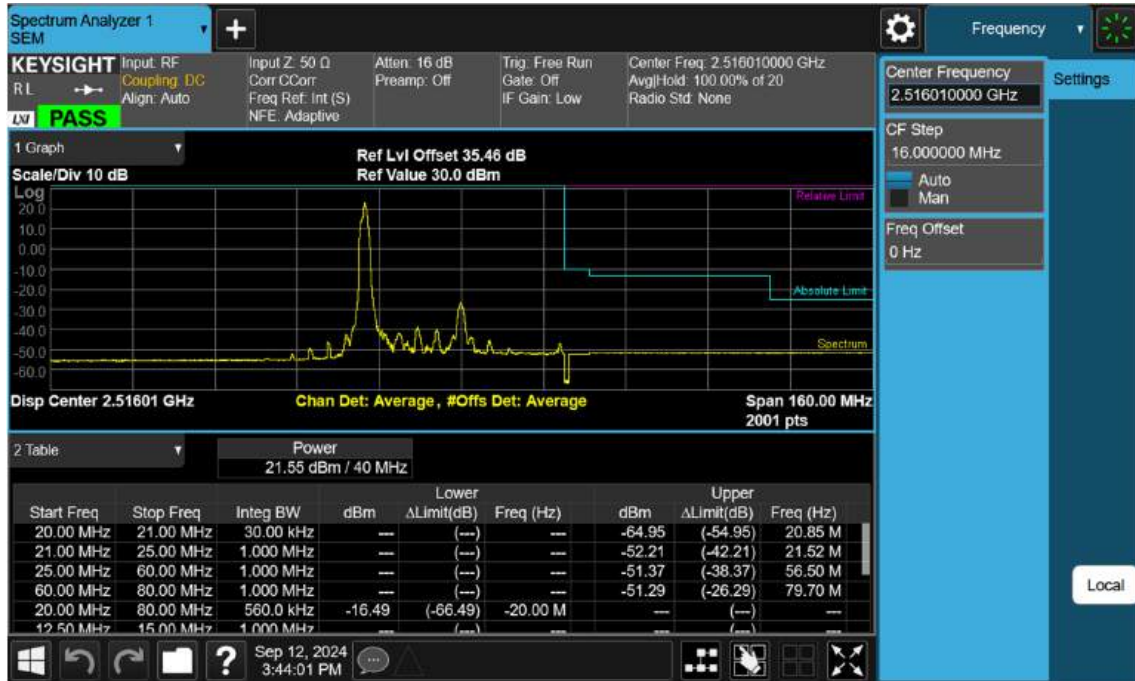 Spectrum Analyzer 1
SEM
+
Frequency
KEYSIGHT
RL
LXI
PASS
Input: RF
Coupling: DC
Align: Auto
Input Z: 50 Ω
Corr CCorr
Freq Ref: Int (S)
NFE: Adaptive
Atten: 16 dB
Preamp: Off
Trig: Free Run
Gate: Off
IF Gain: Low
Center Freq: 2.516010000 GHz
Avg|Hold: 100.00% of 20
Radio Std: None
Center Frequency
2.516010000 GHz
Settings
CF Step
16.000000 MHz
Auto
Man
Freq Offset
0 Hz
Local
1 Graph
Scale/Div 10 dB
Ref Lvl Offset 35.46 dB
Ref Value 30.0 dBm
Log
20.0
10.0
0.00
-10.0
-20.0
-30.0
-40.0
-50.0
-60.0
Relative Limit
Absolute Limit
Spectrum
Disp Center 2.51601 GHz
Chan Det: Average, #Offs Det: Average
Span 160.00 MHz
2001 pts
2 Table
Power
21.55 dBm / 40 MHz
Lower Upper
Start Freq Stop Freq Integ BW dBm ΔLimit(dB) Freq (Hz) dBm ΔLimit(dB) Freq (Hz)
20.00 MHz 21.00 MHz 30.00 kHz --- (---) --- -64.95 (-54.95) 20.85 M
21.00 MHz 25.00 MHz 1.000 MHz --- (---) --- -52.21 (-42.21) 21.52 M
25.00 MHz 60.00 MHz 1.000 MHz --- (---) --- -51.37 (-38.37) 56.50 M
60.00 MHz 80.00 MHz 1.000 MHz --- (---) --- -51.29 (-26.29) 79.70 M
20.00 MHz 80.00 MHz 560.0 kHz -16.49 (-66.49) -20.00 M --- (---) ---
12.50 MHz 15.00 MHz 1.000 MHz --- (---) --- --- (---) ---
?
Sep 12, 2024
3:44:01 PM